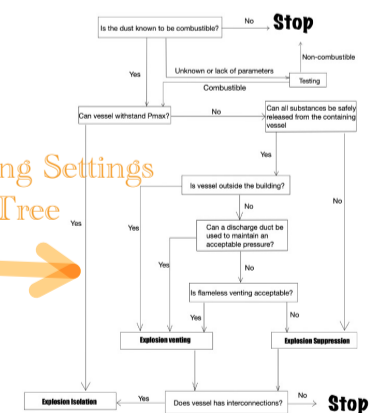 Is the dust known to be combustible?
No
Stop
Non-combustible
Yes
Unknown or lack of parameters
Testing
Combustible
Can vessel withstand Pmax?
No
Can all substances be safely
released from the containing
vessel
Yes
ng Settings
Tree
Is vessel outside the building?
No
No
Yes
Yes
Can a discharge duct be
used to maintain an
acceptable pressure?
Yes
No
Is flameless venting acceptable?
Yes
No
Explosion venting
Explosion Suppression
Explosion Isolation
Yes
Does vessel has interconnections?
No
Stop